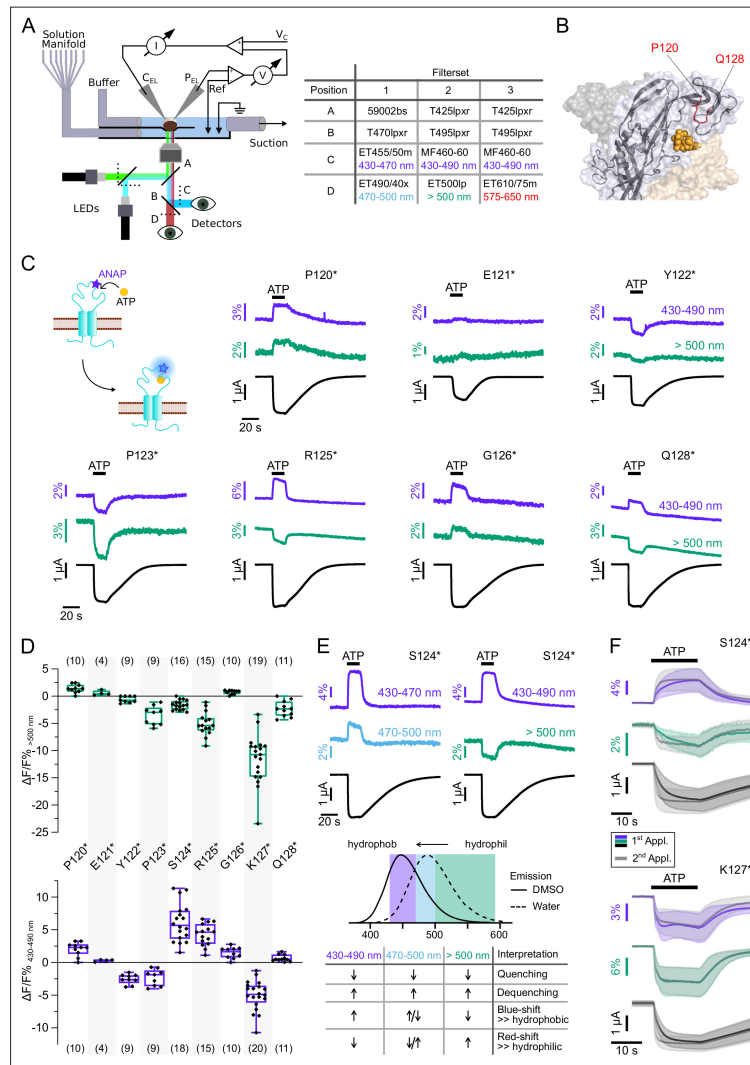 A
Solution
Manifold
Buffer
I
C_EL
P_EL
Ref
V
V_C
Suction
A
B
C
D
LEDs
Detectors
Filterset
Position 1 2 3
A 59002bs T425lpxr T425lpxr
B T470lpxr T495lpxr T495lpxr
C ET455/50m MF460-60 MF460-60
430-470 nm 430-490 nm 430-490 nm
D ET490/40x ET500lp ET610/75m
470-500 nm > 500 nm 575-650 nm
B
P120
Q128
C
ANAP
ATP
P120*
ATP
3%
2%
1 µA
20 s
E121*
ATP
2%
1%
1 µA
Y122*
ATP
2%
430-490 nm
2%
> 500 nm
1 µA
P123*
ATP
2%
3%
1 µA
20 s
R125*
ATP
6%
3%
1 µA
G126*
ATP
2%
2%
1 µA
Q128*
ATP
2%
430-490 nm
3%
> 500 nm
1 µA
D
(10) (4) (9) (9) (16) (15) (10) (19) (11)
ΔF/F% >500 nm
5
0
-5
-10
-15
-20
-25
P120* E121* Y122* P123* S124* R125* G126* K127* Q128*
ΔF/F% 430-490 nm
10
5
0
-5
-10
(10) (4) (9) (9) (18) (15) (10) (20) (11)
E
S124*
ATP
4%
430-470 nm
2%
470-500 nm
1 µA
20 s
S124*
ATP
4%
430-490 nm
2%
> 500 nm
1 µA
hydrophob hydrophil
Emission
DMSO
Water
400 500 600
430-490 nm 470-500 nm > 500 nm Interpretation
↓ ↓ ↓ Quenching
↑ ↑ ↑ Dequenching
↑ ↑/↓ ↓ Blue-shift
>> hydrophobic
↓ ↓/↑ ↑ Red-shift
>> hydrophilic
F
S124*
ATP
4%
2%
1 µA
10 s
1st Appl.
2nd Appl.
K127*
ATP
3%
6%
1 µA
10 s